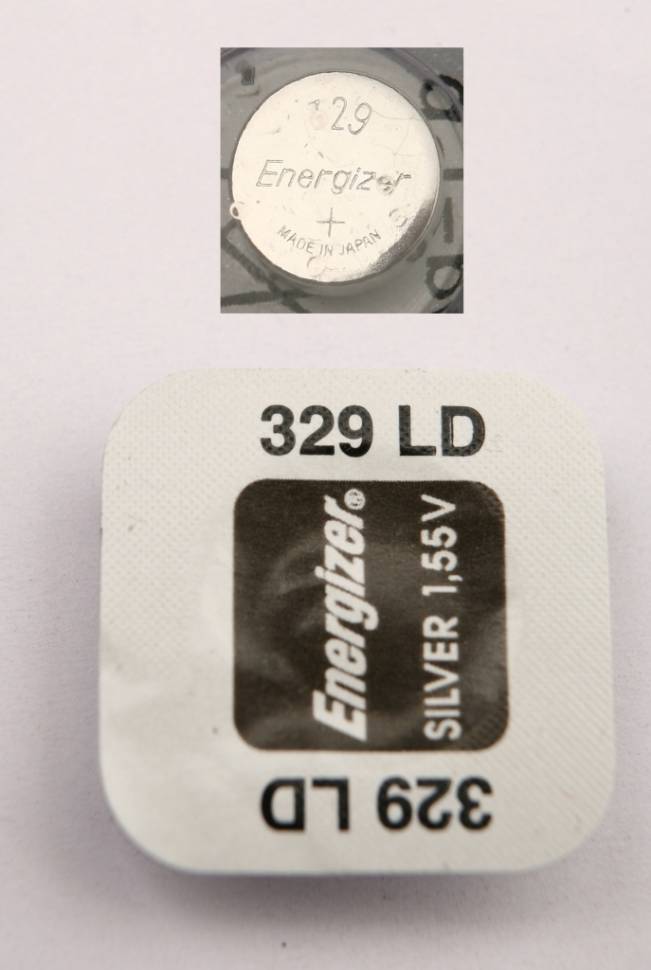 329
Energizer
+
MADE IN JAPAN
329 LD
Energizer®
SILVER 1,55V
329 LD